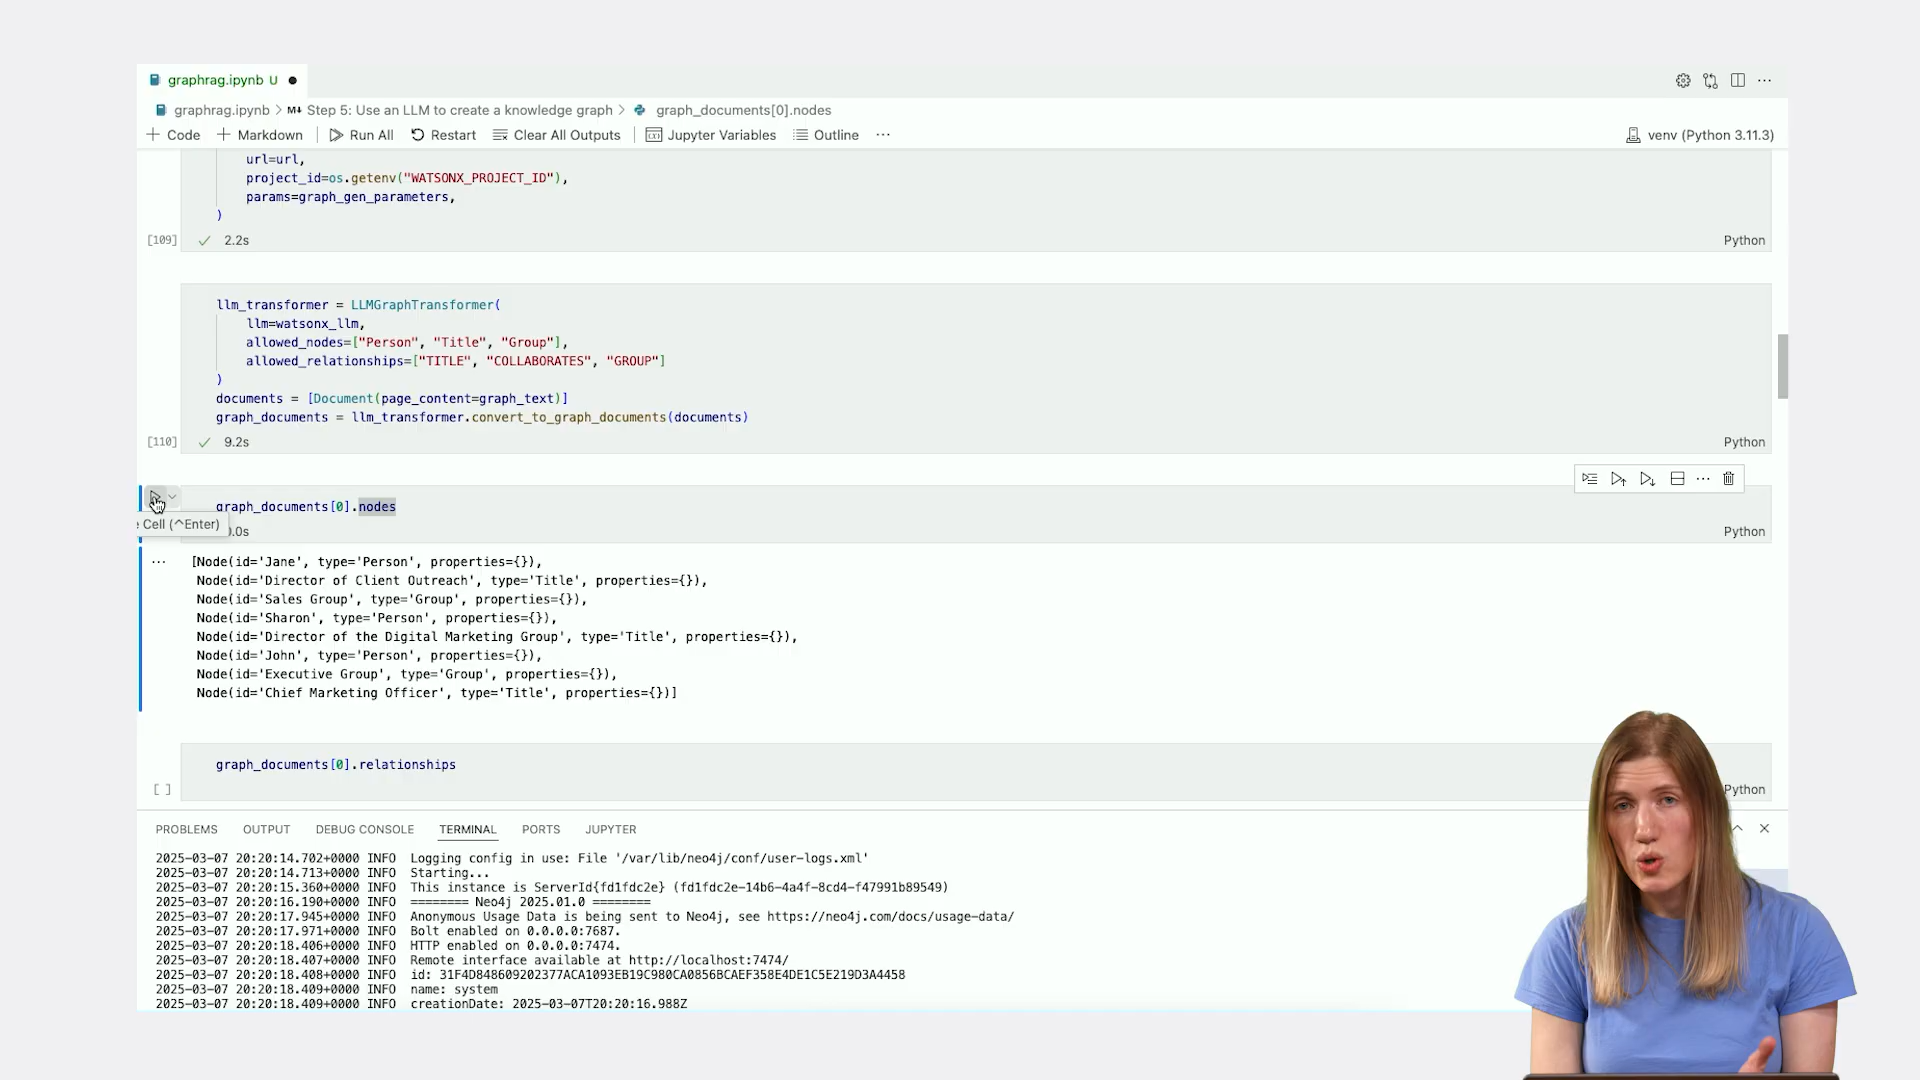 graphrag.ipynb U
graphrag.ipynb > M↓ Step 5: Use an LLM to create a knowledge graph > graph_documents[0].nodes
+ Code + Markdown Run All Restart Clear All Outputs Jupyter Variables Outline ... venv (Python 3.11.3)
url=url,
project_id=os.getenv("WATSONX_PROJECT_ID"),
params=graph_gen_parameters,
)
[109] ✓ 2.2s Python
llm_transformer = LLMGraphTransformer(
llm=watsonx_llm,
allowed_nodes=["Person", "Title", "Group"],
allowed_relationships=["TITLE", "COLLABORATES", "GROUP"]
)
documents = [Document(page_content=graph_text)]
graph_documents = llm_transformer.convert_to_graph_documents(documents)
[110] ✓ 9.2s Python
graph_documents[0].nodes
e Cell (^Enter) .0s Python
... [Node(id='Jane', type='Person', properties={}),
Node(id='Director of Client Outreach', type='Title', properties={}),
Node(id='Sales Group', type='Group', properties={}),
Node(id='Sharon', type='Person', properties={}),
Node(id='Director of the Digital Marketing Group', type='Title', properties={}),
Node(id='John', type='Person', properties={}),
Node(id='Executive Group', type='Group', properties={}),
Node(id='Chief Marketing Officer', type='Title', properties={})]
graph_documents[0].relationships
[ ] Python
PROBLEMS OUTPUT DEBUG CONSOLE TERMINAL PORTS JUPYTER
2025-03-07 20:20:14.702+0000 INFO Logging config in use: File '/var/lib/neo4j/conf/user-logs.xml'
2025-03-07 20:20:14.713+0000 INFO Starting...
2025-03-07 20:20:15.360+0000 INFO This instance is ServerId{fd1fdc2e} (fd1fdc2e-14b6-4a4f-8cd4-f47991b89549)
2025-03-07 20:20:16.190+0000 INFO ======== Neo4j 2025.01.0 ========
2025-03-07 20:20:17.945+0000 INFO Anonymous Usage Data is being sent to Neo4j, see https://neo4j.com/docs/usage-data/
2025-03-07 20:20:17.971+0000 INFO Bolt enabled on 0.0.0.0:7687.
2025-03-07 20:20:18.406+0000 INFO HTTP enabled on 0.0.0.0:7474.
2025-03-07 20:20:18.407+0000 INFO Remote interface available at http://localhost:7474/
2025-03-07 20:20:18.408+0000 INFO id: 31F4D848609202377ACA1093EB19C980CA0856BCAEF358E4DE1C5E219D3A4458
2025-03-07 20:20:18.409+0000 INFO name: system
2025-03-07 20:20:18.409+0000 INFO creationDate: 2025-03-07T20:20:16.988Z